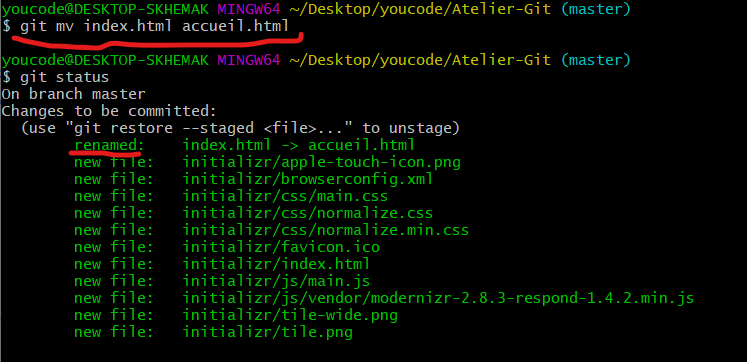 youcode@DESKTOP-SKHEMAK MINGW64 ~/Desktop/youcode/Atelier-Git (master)
$ git mv index.html accueil.html
youcode@DESKTOP-SKHEMAK MINGW64 ~/Desktop/youcode/Atelier-Git (master)
$ git status
On branch master
Changes to be committed:
  (use "git restore --staged <file>..." to unstage)
        renamed:    index.html -> accueil.html
        new file:   initializr/apple-touch-icon.png
        new file:   initializr/browserconfig.xml
        new file:   initializr/css/main.css
        new file:   initializr/css/normalize.css
        new file:   initializr/css/normalize.min.css
        new file:   initializr/favicon.ico
        new file:   initializr/index.html
        new file:   initializr/js/main.js
        new file:   initializr/js/vendor/modernizr-2.8.3-respond-1.4.2.min.js
        new file:   initializr/tile-wide.png
        new file:   initializr/tile.png